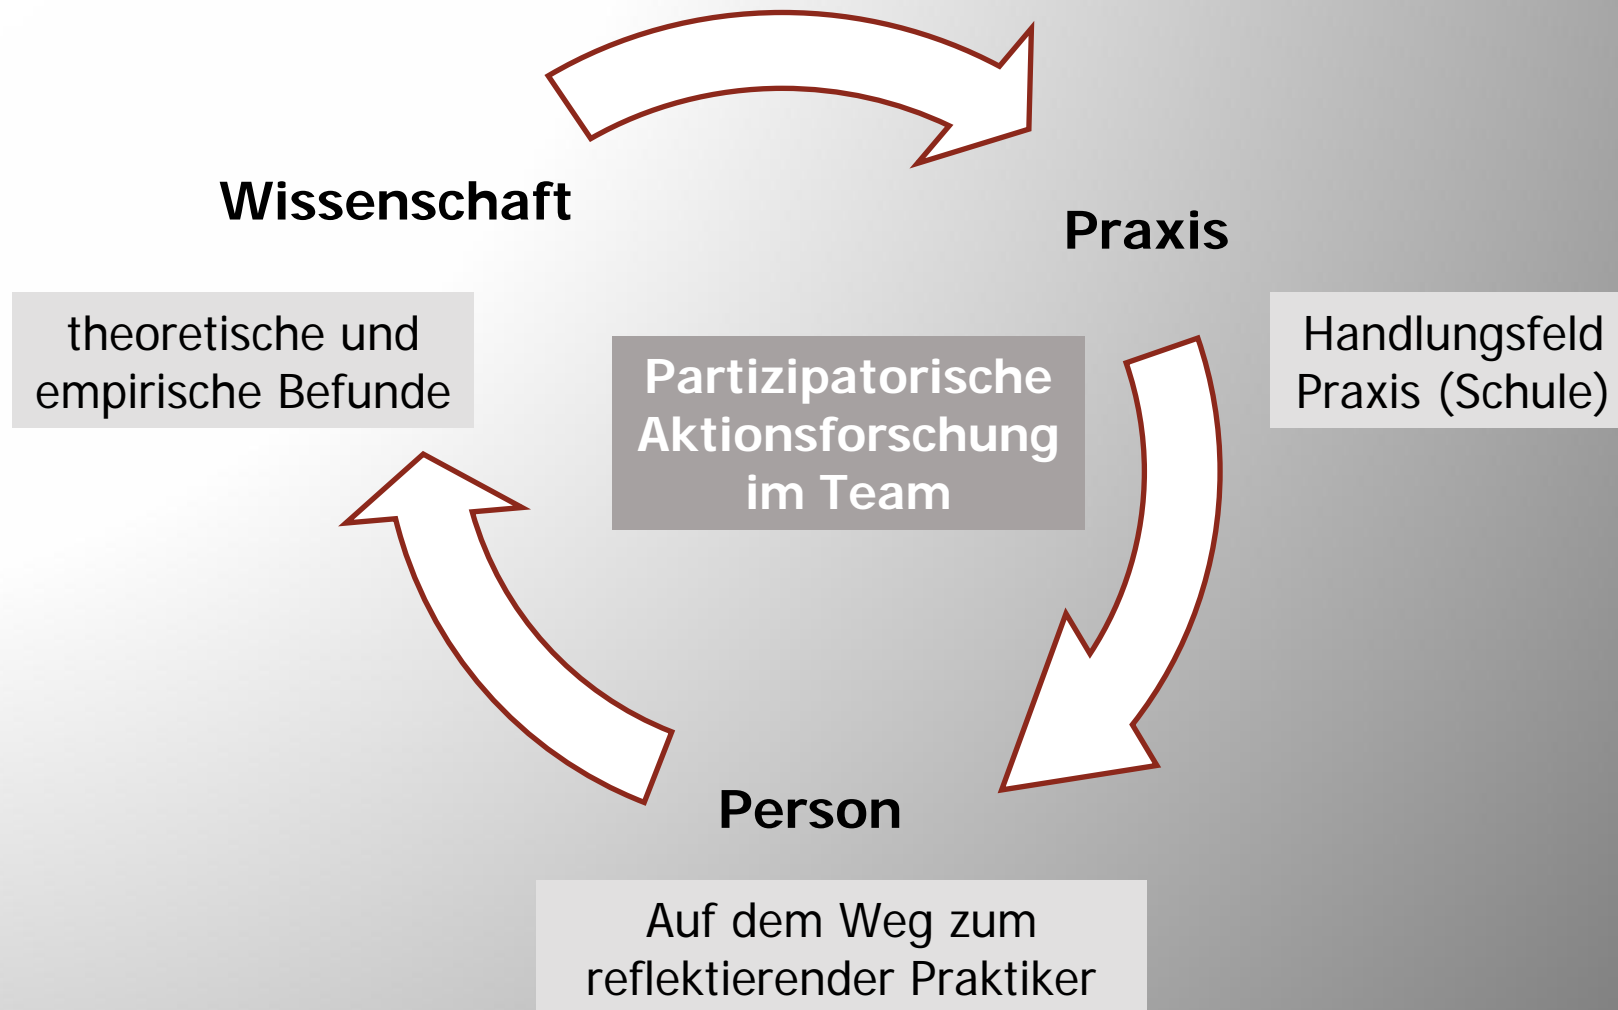 Wissenschaft
Praxis
theoretische und
empirische Befunde
Handlungsfeld
Praxis (Schule)
Partizipatorische
Aktionsforschung
im Team
Person
Auf dem Weg zum
reflektierender Praktiker